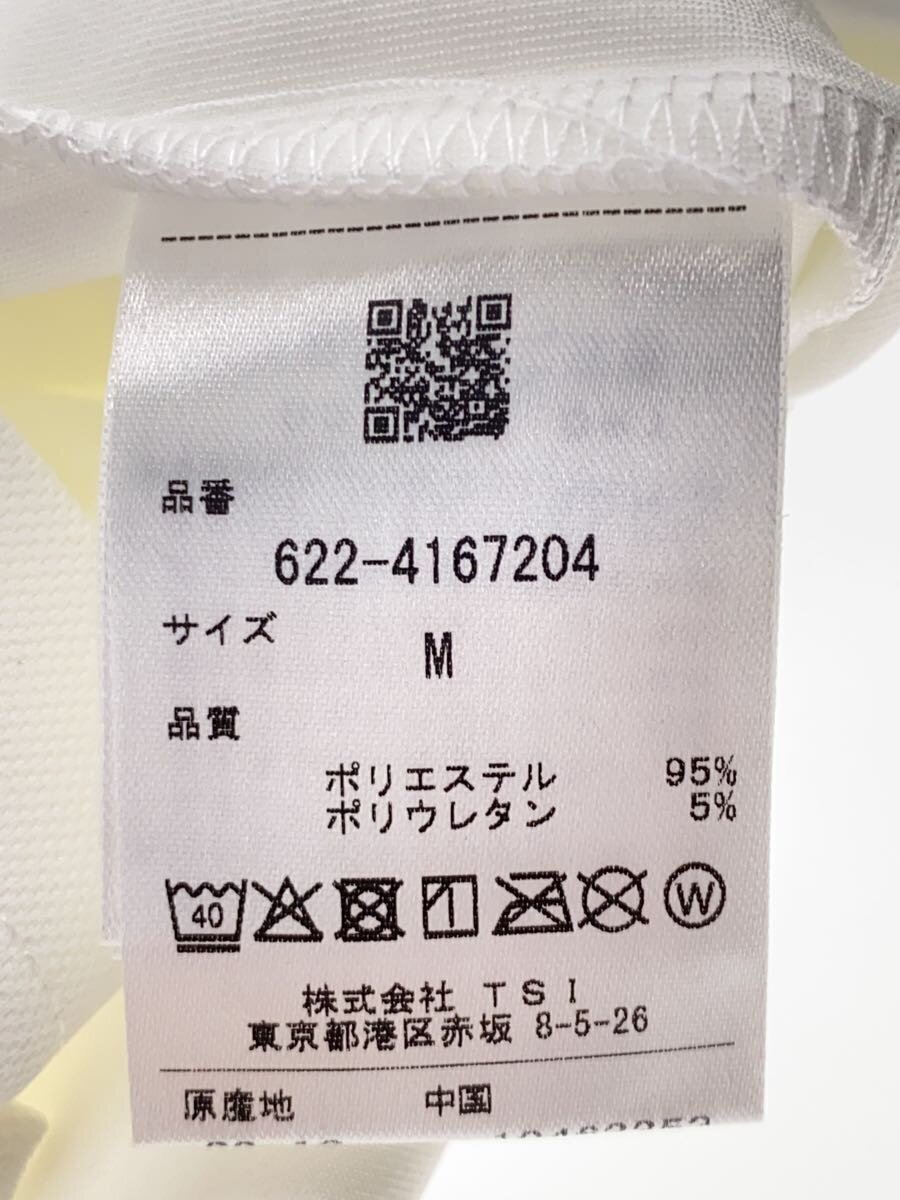 品番
622-4167204
サイズ
M
品質
ポリエステル 95%
ポリウレタン 5%
40
W
株式会社 TSI
東京都港区赤坂 8-5-26
原産地 中国